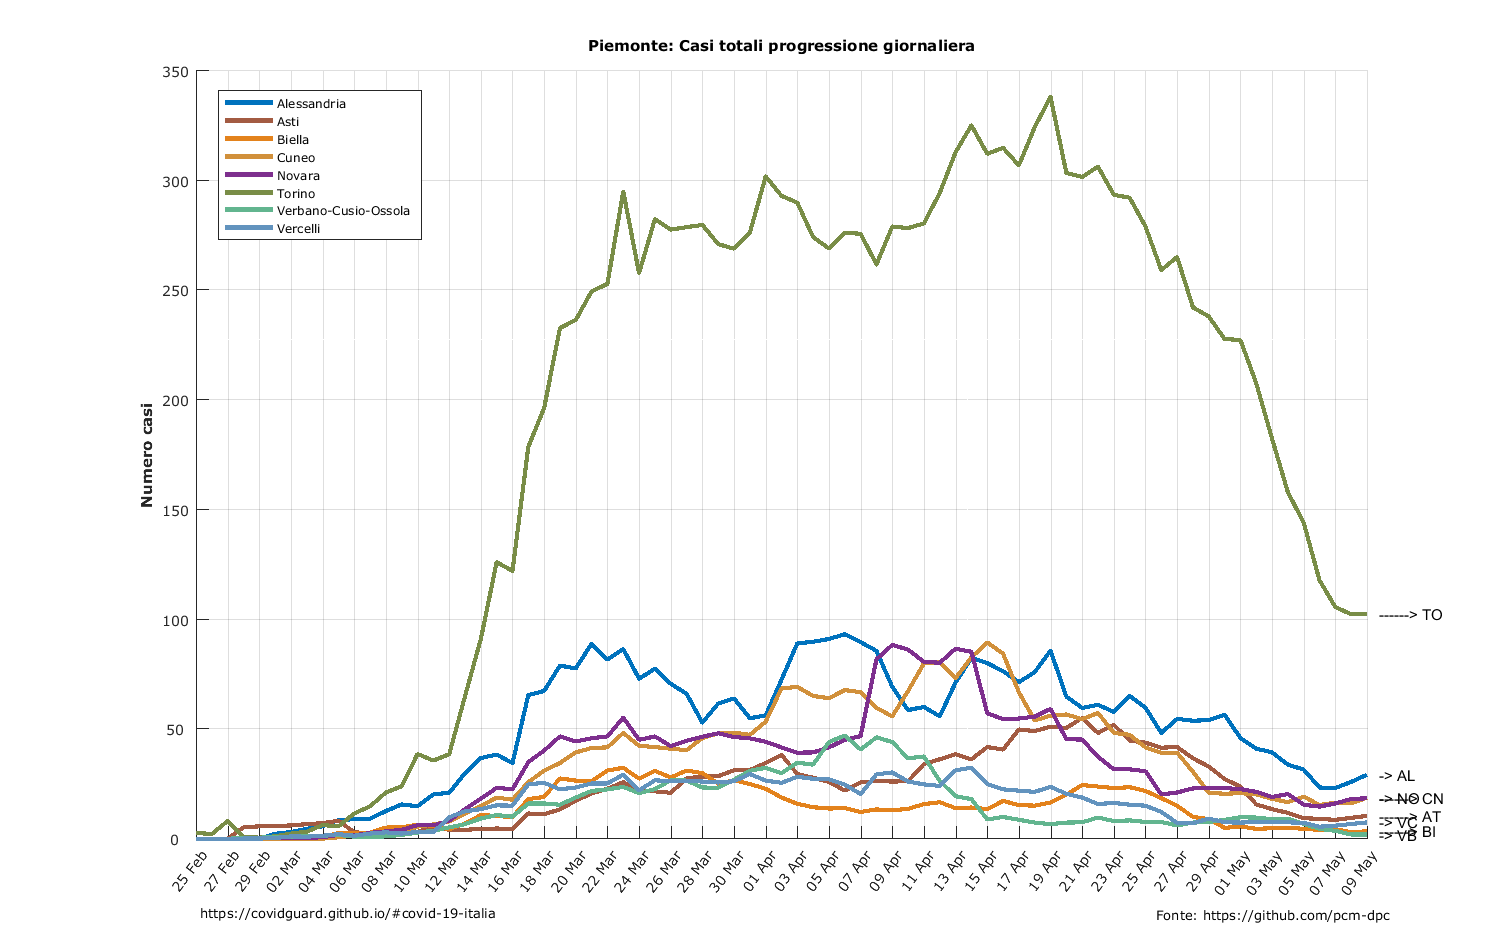 Piemonte: Casi totali progressione giornaliera
350
300
250
200
150
100
50
0
Numero casi
Alessandria
Asti
Biella
Cuneo
Novara
Torino
Verbano-Cusio-Ossola
Vercelli
------> TO
-> AL
-> NO
------> CN
------> AT
-> VC
------> BI
-> VB
25 Feb
27 Feb
29 Feb
02 Mar
04 Mar
06 Mar
08 Mar
10 Mar
12 Mar
14 Mar
16 Mar
18 Mar
20 Mar
22 Mar
24 Mar
26 Mar
28 Mar
30 Mar
01 Apr
03 Apr
05 Apr
07 Apr
09 Apr
11 Apr
13 Apr
15 Apr
17 Apr
19 Apr
21 Apr
23 Apr
25 Apr
27 Apr
29 Apr
01 May
03 May
05 May
07 May
09 May
https://covidguard.github.io/#covid-19-italia
Fonte: https://github.com/pcm-dpc